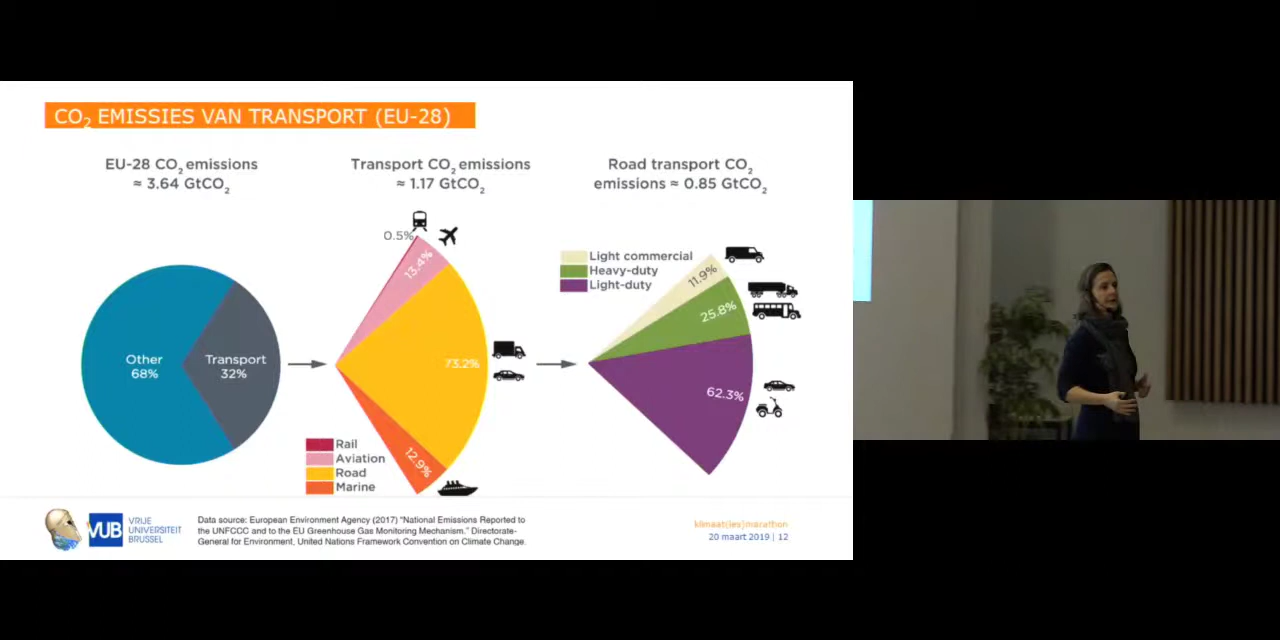 CO2 EMISSIES VAN TRANSPORT (EU-28)
EU-28 CO2 emissions
≈ 3.64 GtCO2
Transport CO2 emissions
≈ 1.17 GtCO2
Road transport CO2
emissions ≈ 0.85 GtCO2
Other
68%
Transport
32%
0.5%
13.4%
73.2%
12.9%
Rail
Aviation
Road
Marine
Light commercial
Heavy-duty
Light-duty
11.9%
25.8%
62.3%
VUB
VRIJE
UNIVERSITEIT
BRUSSEL
Data source: European Environment Agency (2017) "National Emissions Reported to
the UNFCCC and to the EU Greenhouse Gas Monitoring Mechanism." Directorate-
General for Environment, United Nations Framework Convention on Climate Change.
klimaat(les)marathon
20 maart 2019 | 12